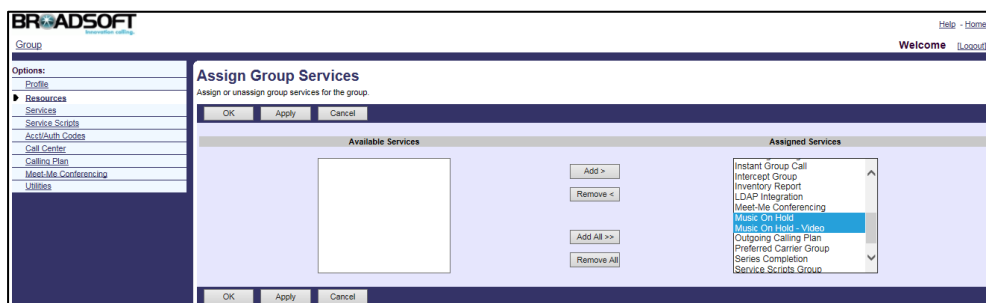 BROADSOFT
innovation calling.
Help - Home
Group
Welcome [Logout]
Options:
Profile
Resources
Services
Service Scripts
Acct/Auth Codes
Call Center
Calling Plan
Meet-Me Conferencing
Utilities
Assign Group Services
Assign or unassign group services for the group.
OK Apply Cancel
Available Services
Assigned Services
Add >
Remove <
Add All >>
Remove All
Instant Group Call
Intercept Group
Inventory Report
LDAP Integration
Meet-Me Conferencing
Music On Hold
Music On Hold - Video
Outgoing Calling Plan
Preferred Carrier Group
Series Completion
Service Scripts Group
OK Apply Cancel